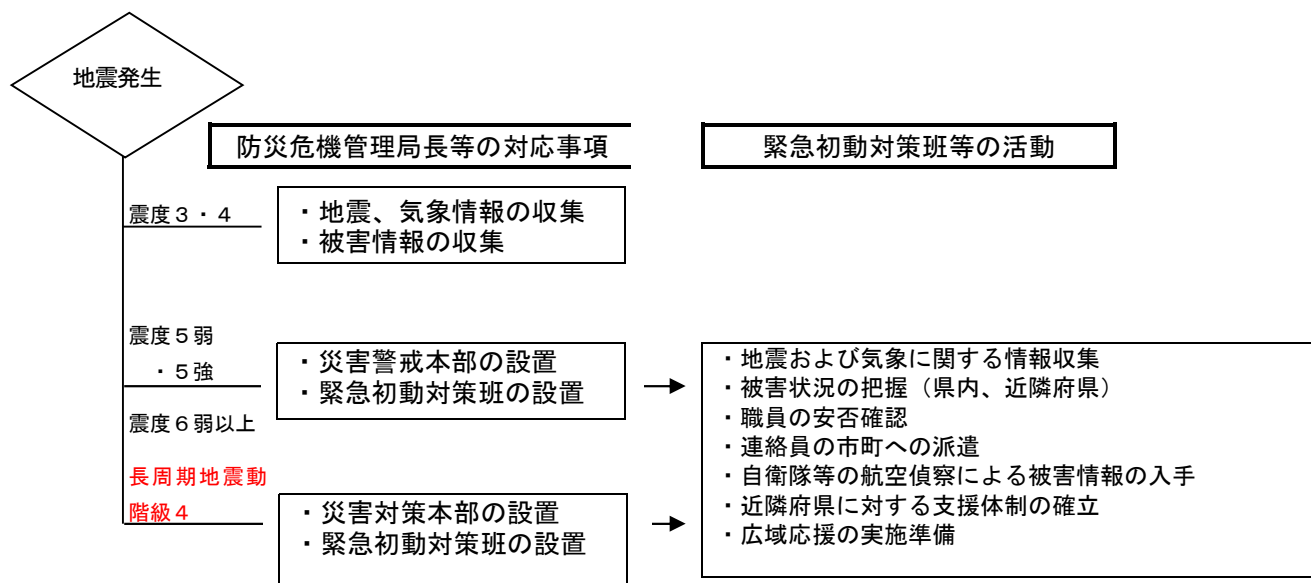 地震発生
防災危機管理局長等の対応事項
緊急初動対策班等の活動
震度３・４
・地震、気象情報の収集
・被害情報の収集
震度５弱
・５強
・災害警戒本部の設置
・緊急初動対策班の設置
震度６弱以上
長周期地震動
階級４
・災害対策本部の設置
・緊急初動対策班の設置
・地震および気象に関する情報収集
・被害状況の把握（県内、近隣府県）
・職員の安否確認
・連絡員の市町への派遣
・自衛隊等の航空偵察による被害情報の入手
・近隣府県に対する支援体制の確立
・広域応援の実施準備